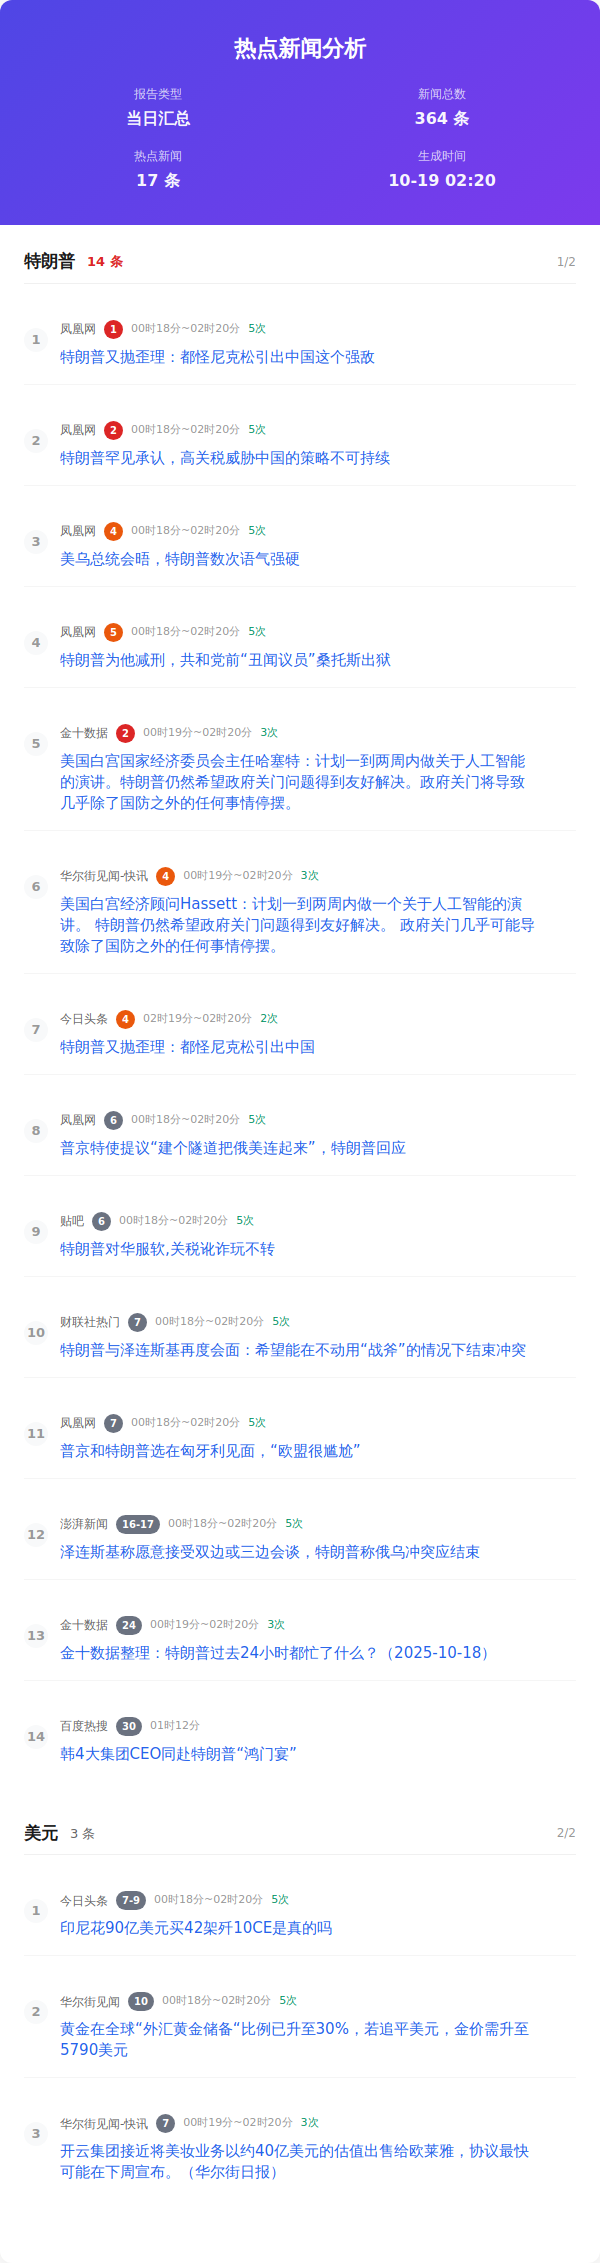 热点新闻分析
报告类型
新闻总数
当日汇总
364 条
热点新闻
生成时间
17 条
10-19 02:20
特朗普 14 条 1/2
1 凤凰网 1 00时18分~02时20分 5次
特朗普又抛歪理：都怪尼克松引出中国这个强敌
2 凤凰网 2 00时18分~02时20分 5次
特朗普罕见承认，高关税威胁中国的策略不可持续
3 凤凰网 4 00时18分~02时20分 5次
美乌总统会晤，特朗普数次语气强硬
4 凤凰网 5 00时18分~02时20分 5次
特朗普为他减刑，共和党前“丑闻议员”桑托斯出狱
5 金十数据 2 00时19分~02时20分 3次
美国白宫国家经济委员会主任哈塞特：计划一到两周内做关于人工智能
的演讲。特朗普仍然希望政府关门问题得到友好解决。政府关门将导致
几乎除了国防之外的任何事情停摆。
6 华尔街见闻-快讯 4 00时19分~02时20分 3次
美国白宫经济顾问Hassett：计划一到两周内做一个关于人工智能的演
讲。 特朗普仍然希望政府关门问题得到友好解决。 政府关门几乎可能导
致除了国防之外的任何事情停摆。
7 今日头条 4 02时19分~02时20分 2次
特朗普又抛歪理：都怪尼克松引出中国
8 凤凰网 6 00时18分~02时20分 5次
普京特使提议“建个隧道把俄美连起来”，特朗普回应
9 贴吧 6 00时18分~02时20分 5次
特朗普对华服软,关税讹诈玩不转
10 财联社热门 7 00时18分~02时20分 5次
特朗普与泽连斯基再度会面：希望能在不动用“战斧”的情况下结束冲突
11 凤凰网 7 00时18分~02时20分 5次
普京和特朗普选在匈牙利见面，“欧盟很尴尬”
12 澎湃新闻 16-17 00时18分~02时20分 5次
泽连斯基称愿意接受双边或三边会谈，特朗普称俄乌冲突应结束
13 金十数据 24 00时19分~02时20分 3次
金十数据整理：特朗普过去24小时都忙了什么？（2025-10-18）
14 百度热搜 30 01时12分
韩4大集团CEO同赴特朗普“鸿门宴”
美元 3 条 2/2
1 今日头条 7-9 00时18分~02时20分 5次
印尼花90亿美元买42架歼10CE是真的吗
2 华尔街见闻 10 00时18分~02时20分 5次
黄金在全球“外汇黄金储备“比例已升至30%，若追平美元，金价需升至
5790美元
3 华尔街见闻-快讯 7 00时19分~02时20分 3次
开云集团接近将美妆业务以约40亿美元的估值出售给欧莱雅，协议最快
可能在下周宣布。（华尔街日报）